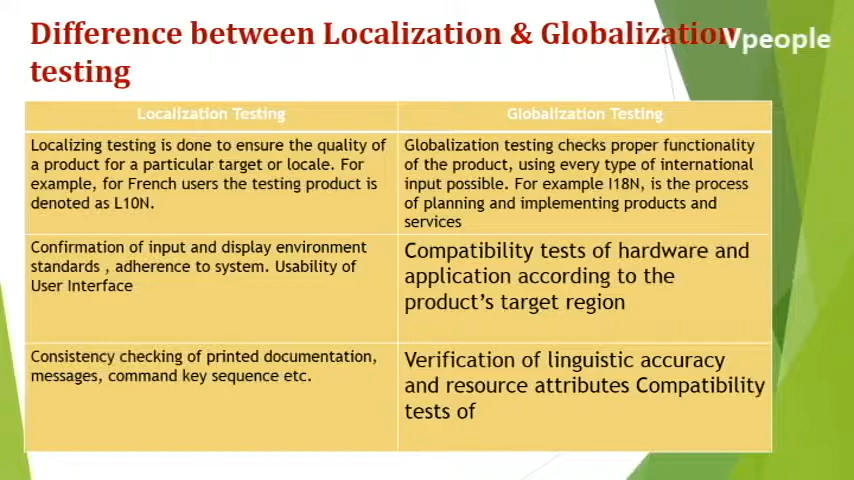 Difference between Localization & Globalization
testing
Vpeople
Localization Testing
Globalization Testing
Localizing testing is done to ensure the quality of
a product for a particular target or locale. For
example, for French users the testing product is
denoted as L10N.
Globalization testing checks proper functionality
of the product, using every type of international
input possible. For example I18N, is the process
of planning and implementing products and
services
Confirmation of input and display environment
standards , adherence to system. Usability of
User Interface
Compatibility tests of hardware and
application according to the
product's target region
Consistency checking of printed documentation,
messages, command key sequence etc.
Verification of linguistic accuracy
and resource attributes Compatibility
tests of